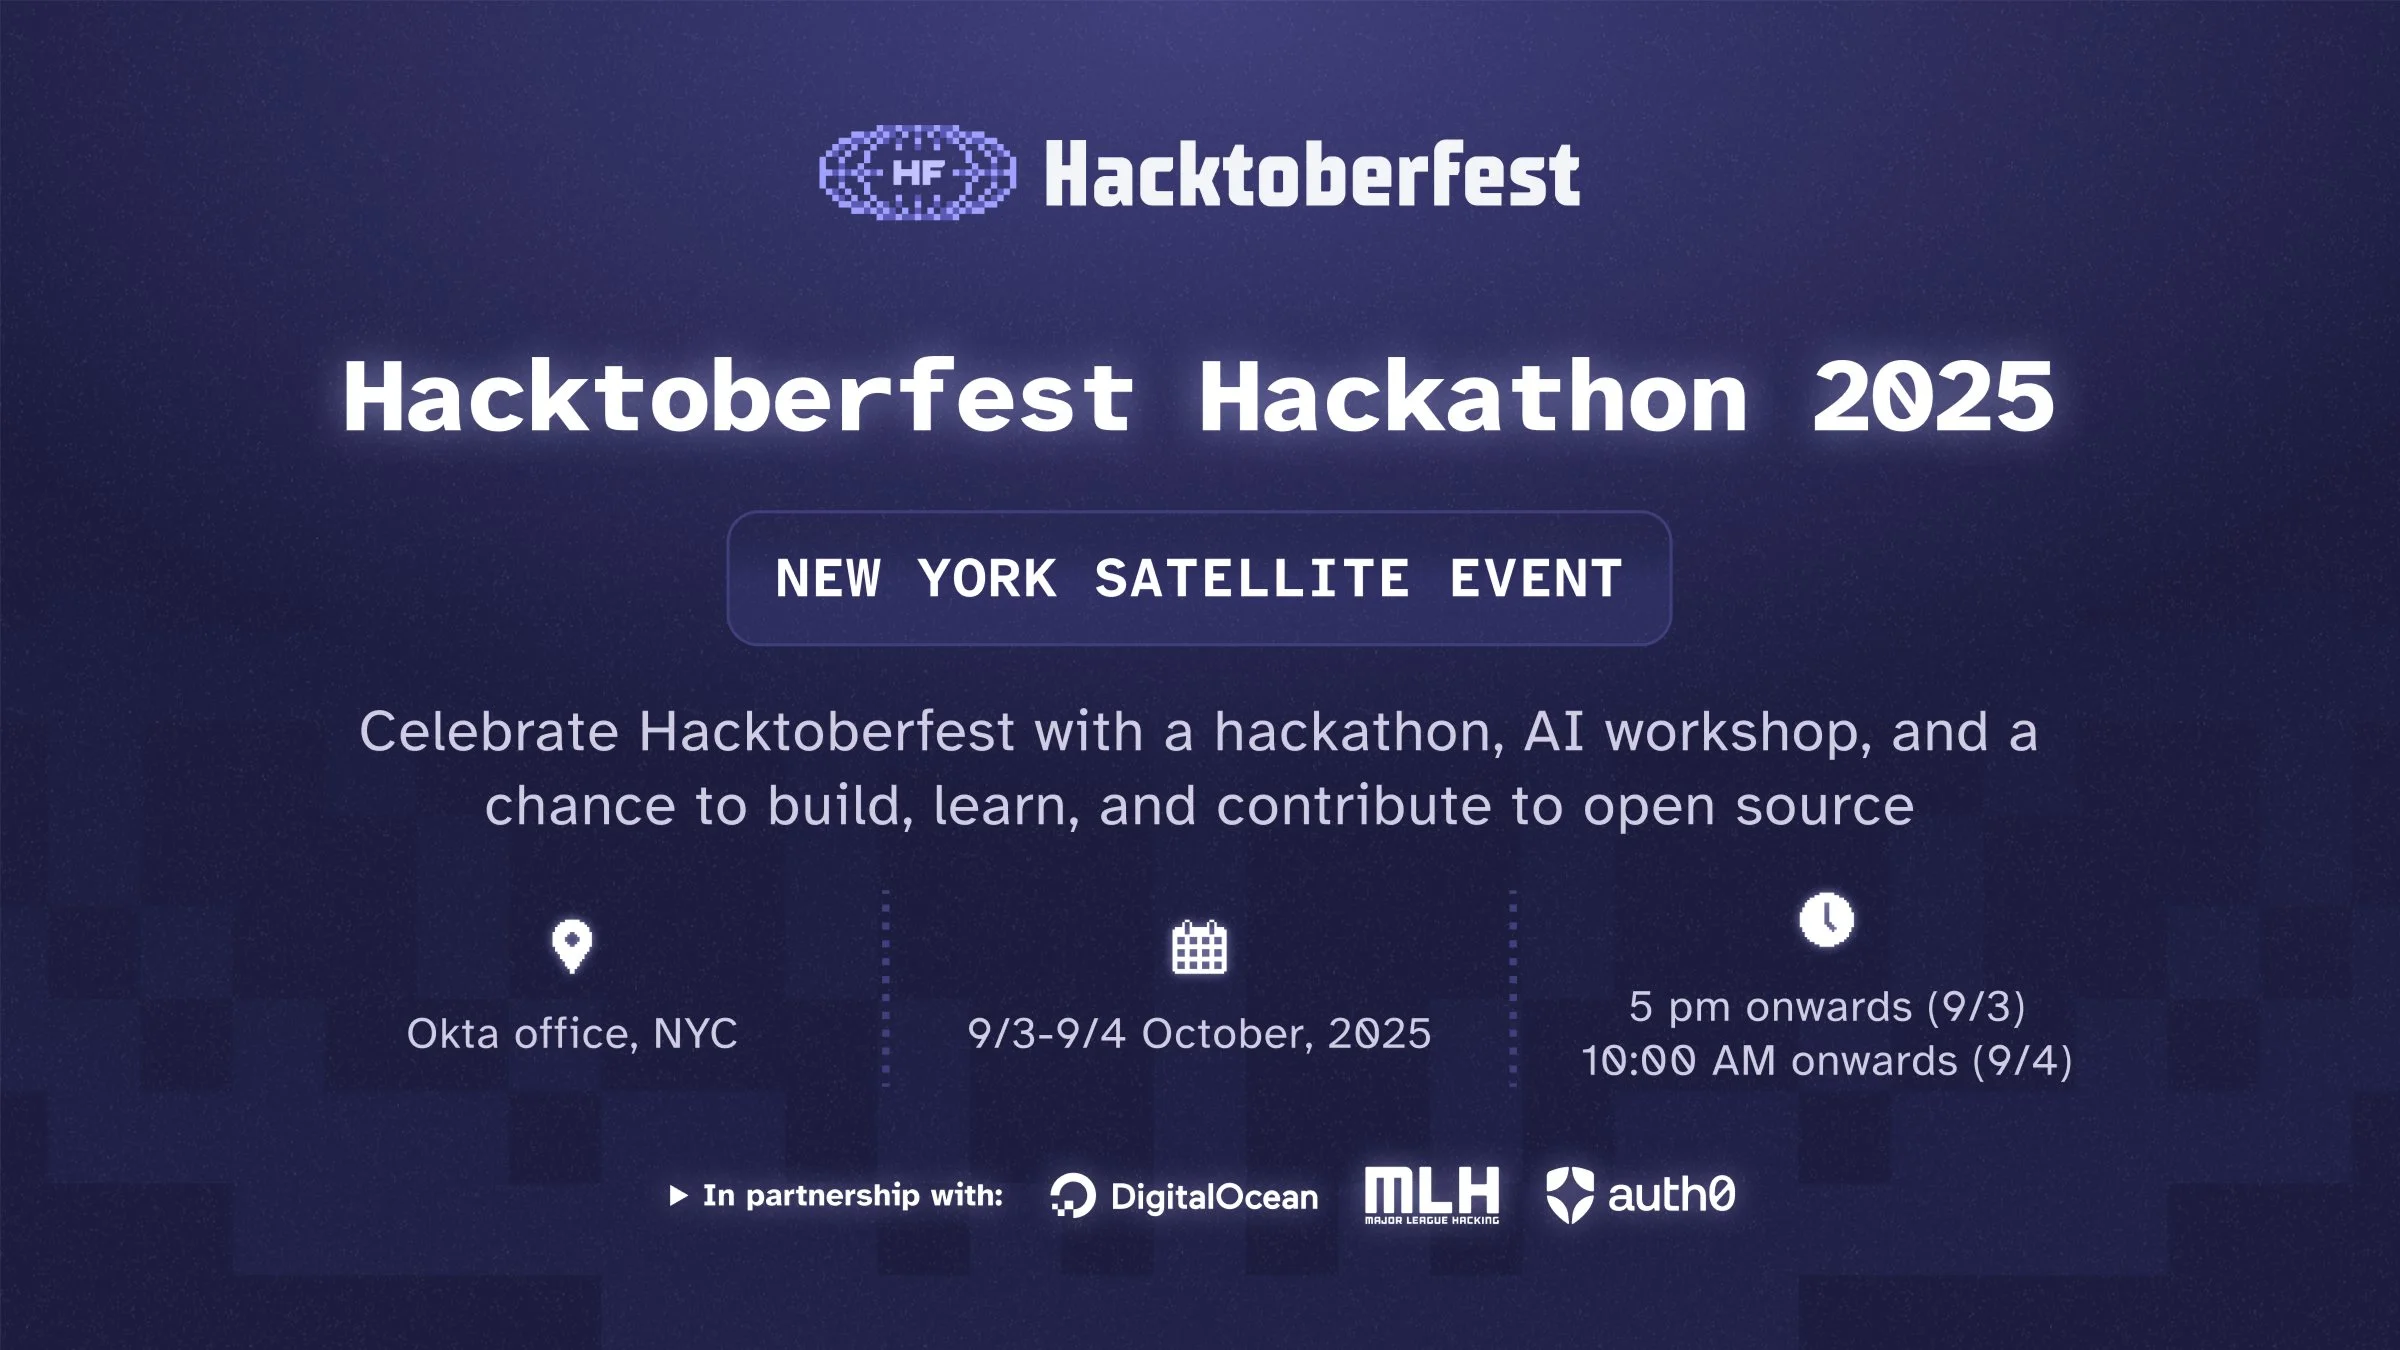 HF Hacktoberfest
Hacktoberfest Hackathon 2025
NEW YORK SATELLITE EVENT
Celebrate Hacktoberfest with a hackathon, AI workshop, and a
chance to build, learn, and contribute to open source
Okta office, NYC
9/3-9/4 October, 2025
5 pm onwards (9/3)
10:00 AM onwards (9/4)
In partnership with: DigitalOcean MLH MAJOR LEAGUE HACKING auth0